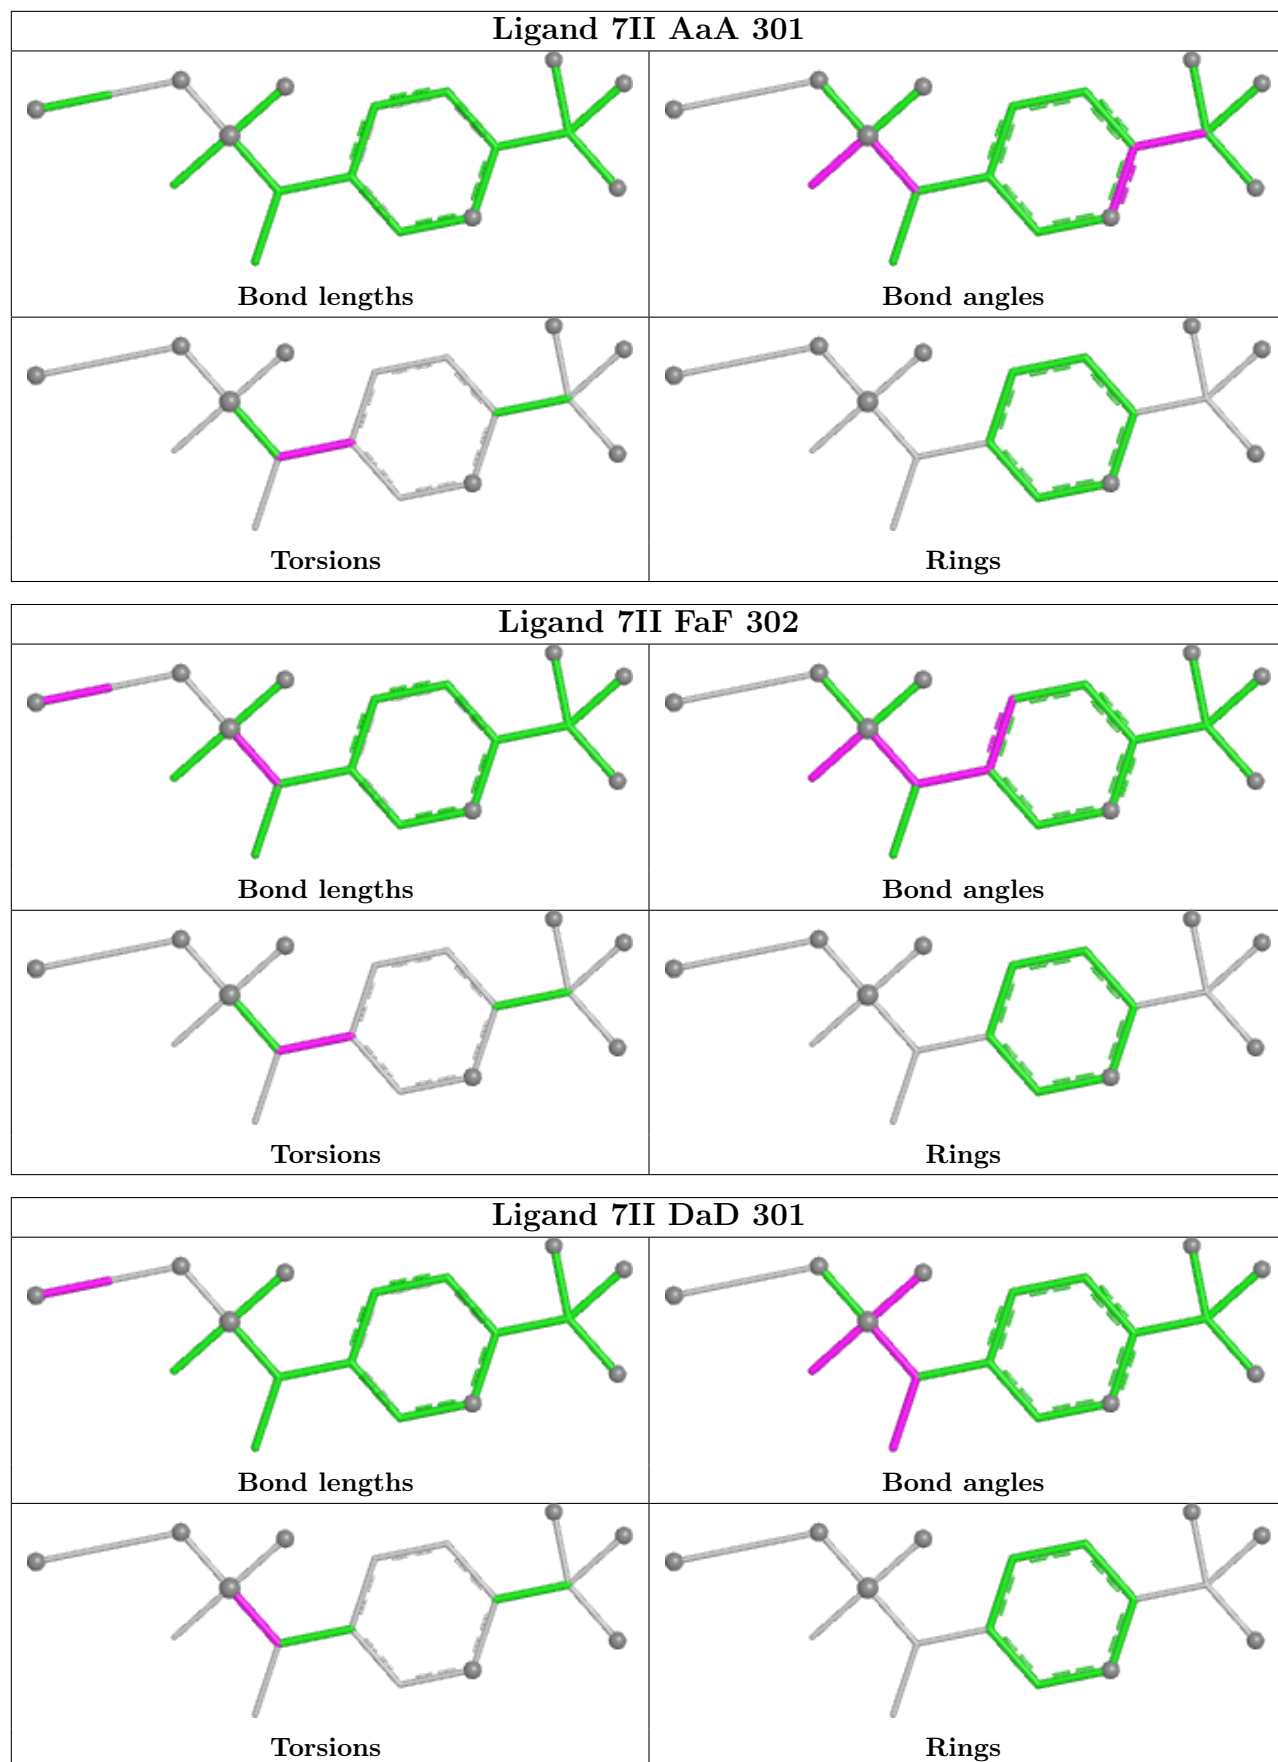 Ligand 7II AaA 301
Bond lengths
Bond angles
Torsions
Rings
Ligand 7II FaF 302
Bond lengths
Bond angles
Torsions
Rings
Ligand 7II DaD 301
Bond lengths
Bond angles
Torsions
Rings